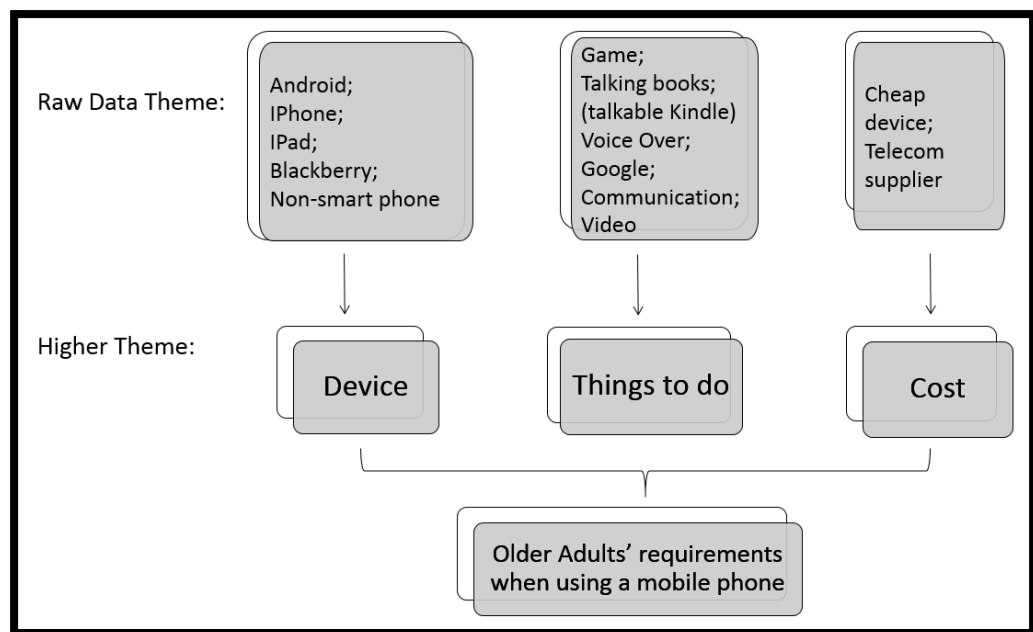 Raw Data Theme:
Android;
IPhone;
IPad;
Blackberry;
Non-smart phone
Game;
Talking books;
(talkable Kindle)
Voice Over;
Google;
Communication;
Video
Cheap
device;
Telecom
supplier
Higher Theme:
Device
Things to do
Cost
Older Adults’ requirements
when using a mobile phone